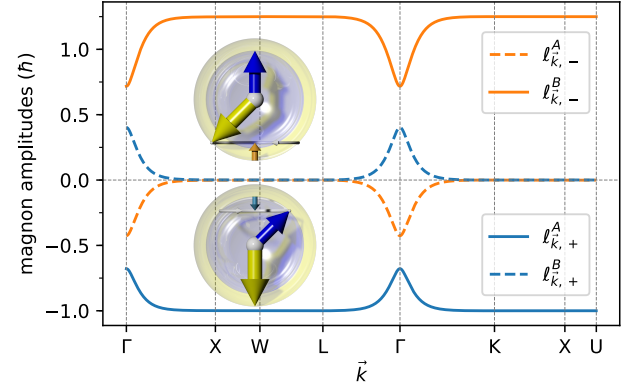 magnon amplitudes (ħ)
1.0
0.5
0.0
−0.5
−1.0
ℓ^A_{k⃗, −}
ℓ^B_{k⃗, −}
ℓ^A_{k⃗, +}
ℓ^B_{k⃗, +}
Γ X W L Γ K X U
k⃗